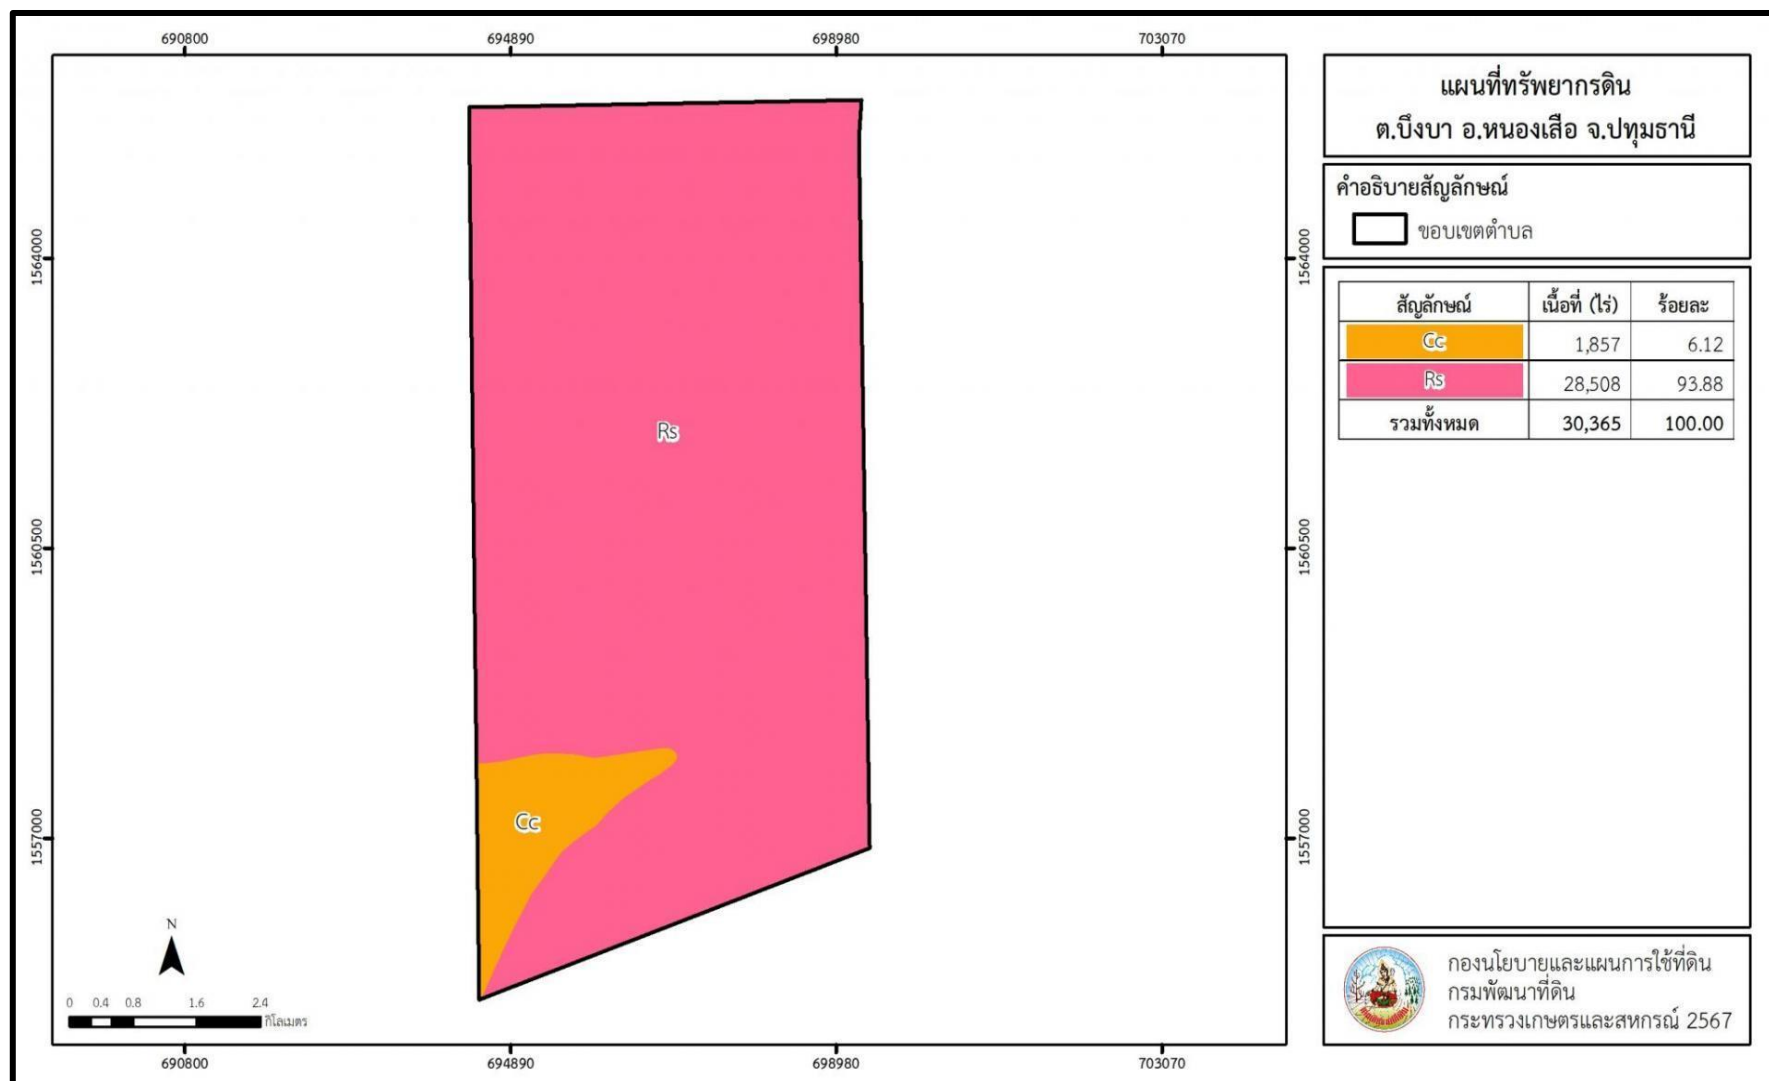 690800 694890 698980 703070
แผนที่ทรัพยากรดิน
ต.บึงบา อ.หนองเสือ จ.ปทุมธานี
คำอธิบายสัญลักษณ์
ขอบเขตตำบล
1564000 1564000
สัญลักษณ์ เนื้อที่ (ไร่) ร้อยละ
Cc 1,857 6.12
Rs 28,508 93.88
รวมทั้งหมด 30,365 100.00
Rs
1560500 1560500
Cc
1557000 1557000
N
0 0.4 0.8 1.6 2.4
กิโลเมตร
กองนโยบายและแผนการใช้ที่ดิน
กรมพัฒนาที่ดิน
กระทรวงเกษตรและสหกรณ์ 2567
690800 694890 698980 703070